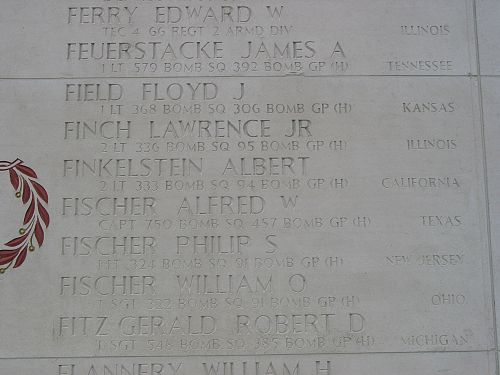 FERRY EDWARD W
TEC 4 66 REGT 2 ARMD DIV ILLINOIS
FEUERSTACKE JAMES A
1 LT 579 BOMB SQ 392 BOMB GP (H) TENNESSEE
FIELD FLOYD J
1 LT 368 BOMB SQ 306 BOMB GP (H) KANSAS
FINCH LAWRENCE JR
2 LT 336 BOMB SQ 95 BOMB GP (H) ILLINOIS
FINKELSTEIN ALBERT
2 LT 333 BOMB SQ 94 BOMB GP (H) CALIFORNIA
FISCHER ALFRED W
CAPT 750 BOMB SQ 457 BOMB GP (H) TEXAS
FISCHER PHILIP S
1 LT 324 BOMB SQ 91 BOMB GP (H) NEW JERSEY
FISCHER WILLIAM O
T SGT 322 BOMB SQ 91 BOMB GP (H) OHIO
FITZ GERALD ROBERT D
T SGT 548 BOMB SQ 385 BOMB GP (H) MICHIGAN
FLANNERY WILLIAM H